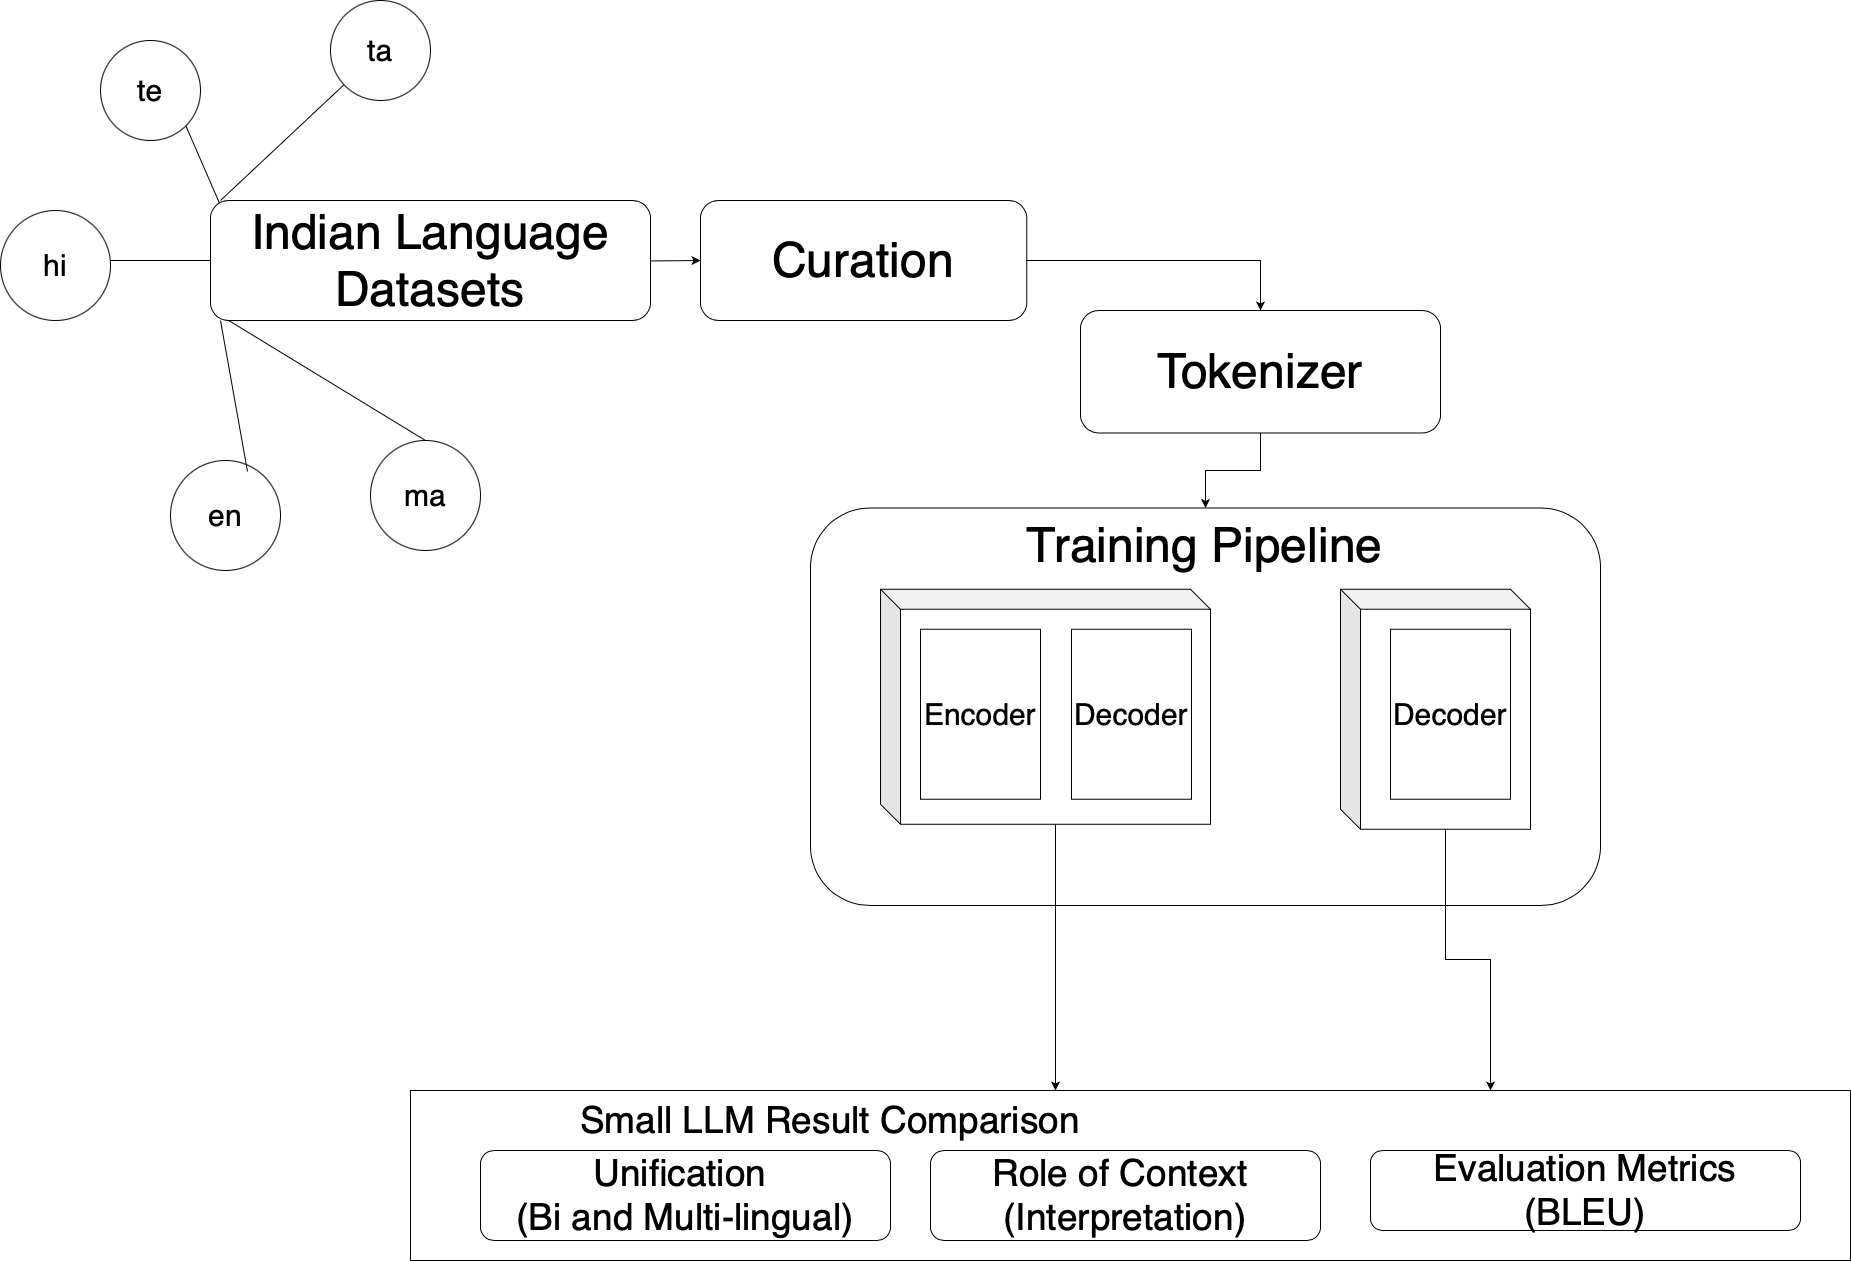 ta
te
hi
Indian Language
Datasets
Curation
Tokenizer
en
ma
Training Pipeline
Encoder
Decoder
Decoder
Small LLM Result Comparison
Unification
(Bi and Multi-lingual)
Role of Context
(Interpretation)
Evaluation Metrics
(BLEU)